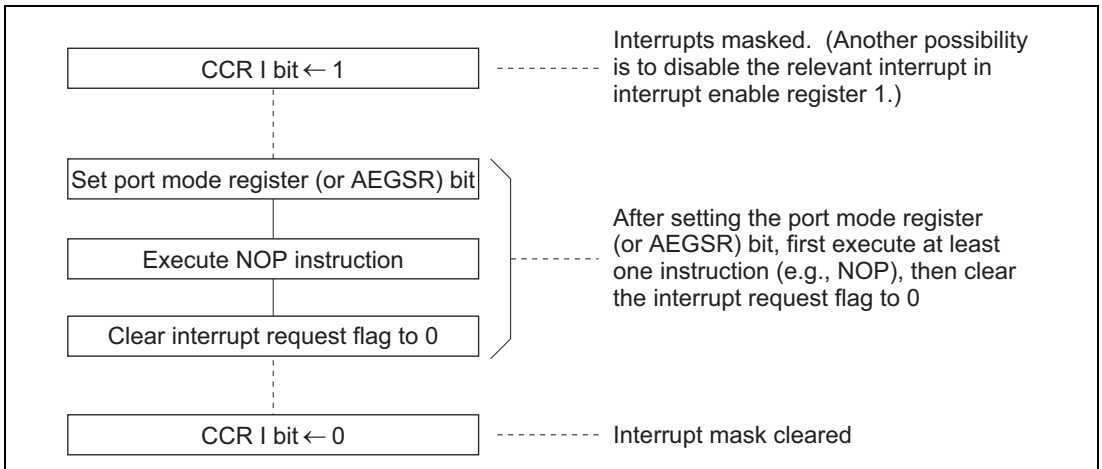 CCR I bit ← 1
Interrupts masked. (Another possibility
is to disable the relevant interrupt in
interrupt enable register 1.)
Set port mode register (or AEGSR) bit
Execute NOP instruction
Clear interrupt request flag to 0
After setting the port mode register
(or AEGSR) bit, first execute at least
one instruction (e.g., NOP), then clear
the interrupt request flag to 0
CCR I bit ← 0
Interrupt mask cleared